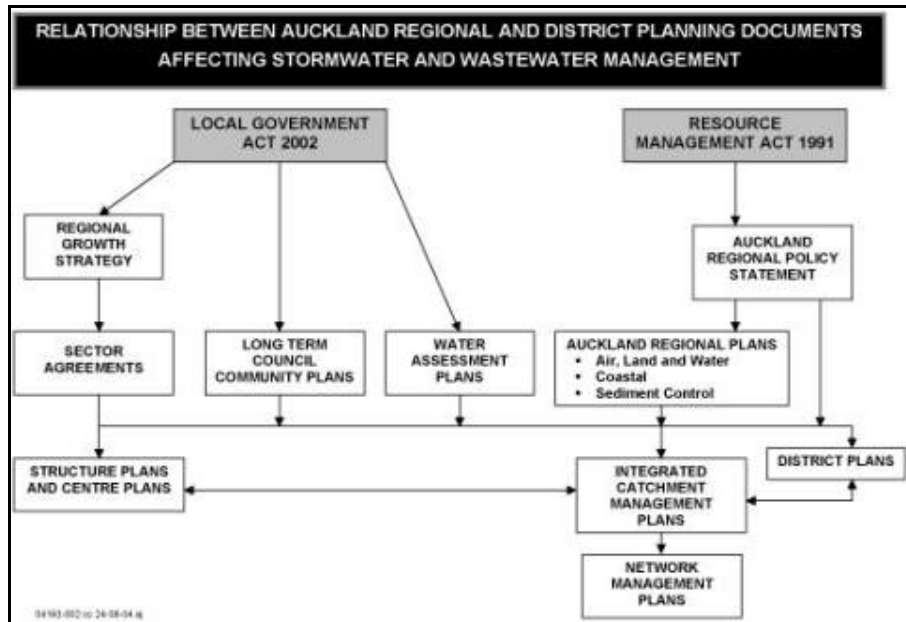 RELATIONSHIP BETWEEN AUCKLAND REGIONAL AND DISTRICT PLANNING DOCUMENTS
AFFECTING STORMWATER AND WASTEWATER MANAGEMENT
LOCAL GOVERNMENT
ACT 2002
RESOURCE
MANAGEMENT ACT 1991
REGIONAL
GROWTH
STRATEGY
AUCKLAND
REGIONAL POLICY
STATEMENT
SECTOR
AGREEMENTS
LONG TERM
COUNCIL
COMMUNITY PLANS
WATER
ASSESSMENT
PLANS
AUCKLAND REGIONAL PLANS
• Air, Land and Water
• Coastal
• Sediment Control
STRUCTURE PLANS
AND CENTRE PLANS
INTEGRATED
CATCHMENT
MANAGEMENT
PLANS
DISTRICT PLANS
NETWORK
MANAGEMENT
PLANS